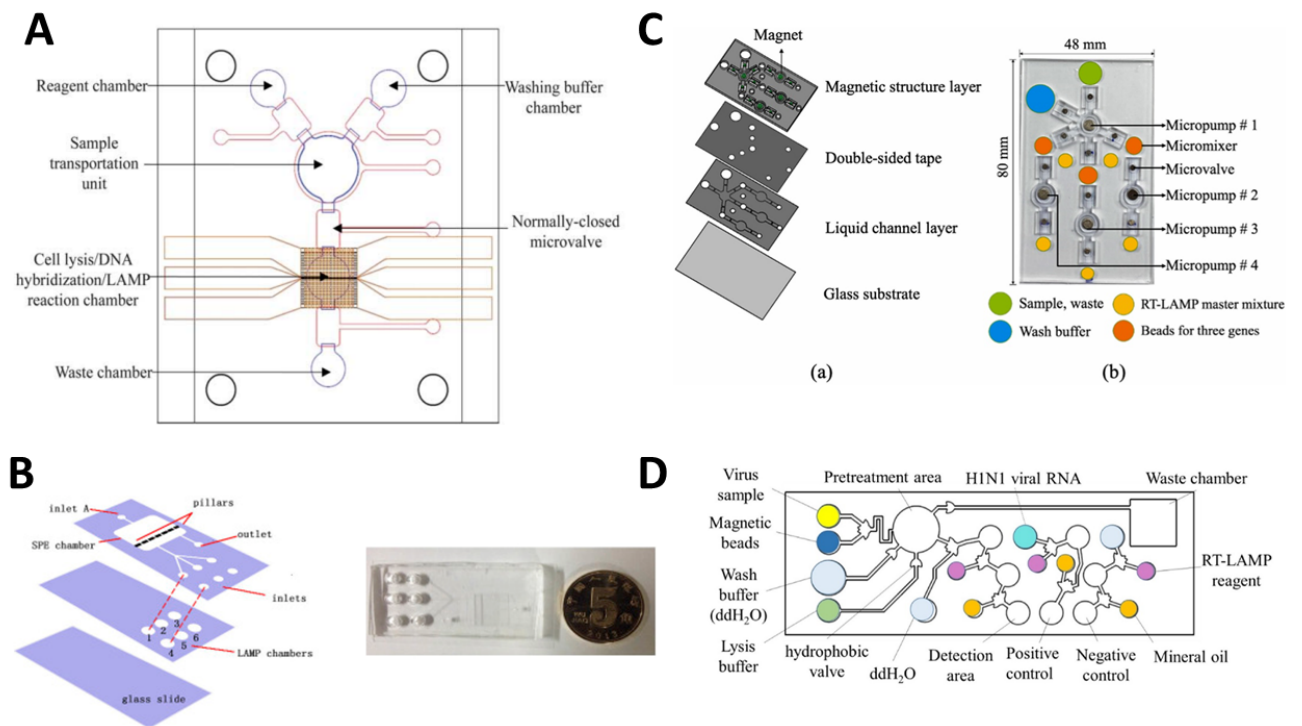 A
Reagent chamber
Washing buffer
chamber
Sample
transportation
unit
Normally-closed
microvalve
Cell lysis/DNA
hybridization/LAMP
reaction chamber
Waste chamber
B
pillars
inlet A
SPE chamber
outlet
inlets
1
2
3
4
5
6
LAMP chambers
glass slide
5
C
Magnet
Magnetic structure layer
Double-sided tape
Liquid channel layer
Glass substrate
(a)
48 mm
80 mm
Micropump # 1
Micromixer
Microvalve
Micropump # 2
Micropump # 3
Micropump # 4
Sample, waste
RT-LAMP master mixture
Wash buffer
Beads for three genes
(b)
D
Virus
sample
Pretreatment area
H1N1 viral RNA
Waste chamber
Magnetic
beads
Wash
buffer
(ddH₂O)
RT-LAMP
reagent
Lysis
buffer
hydrophobic
valve
ddH₂O
Detection
area
Positive
control
Negative
control
Mineral oil